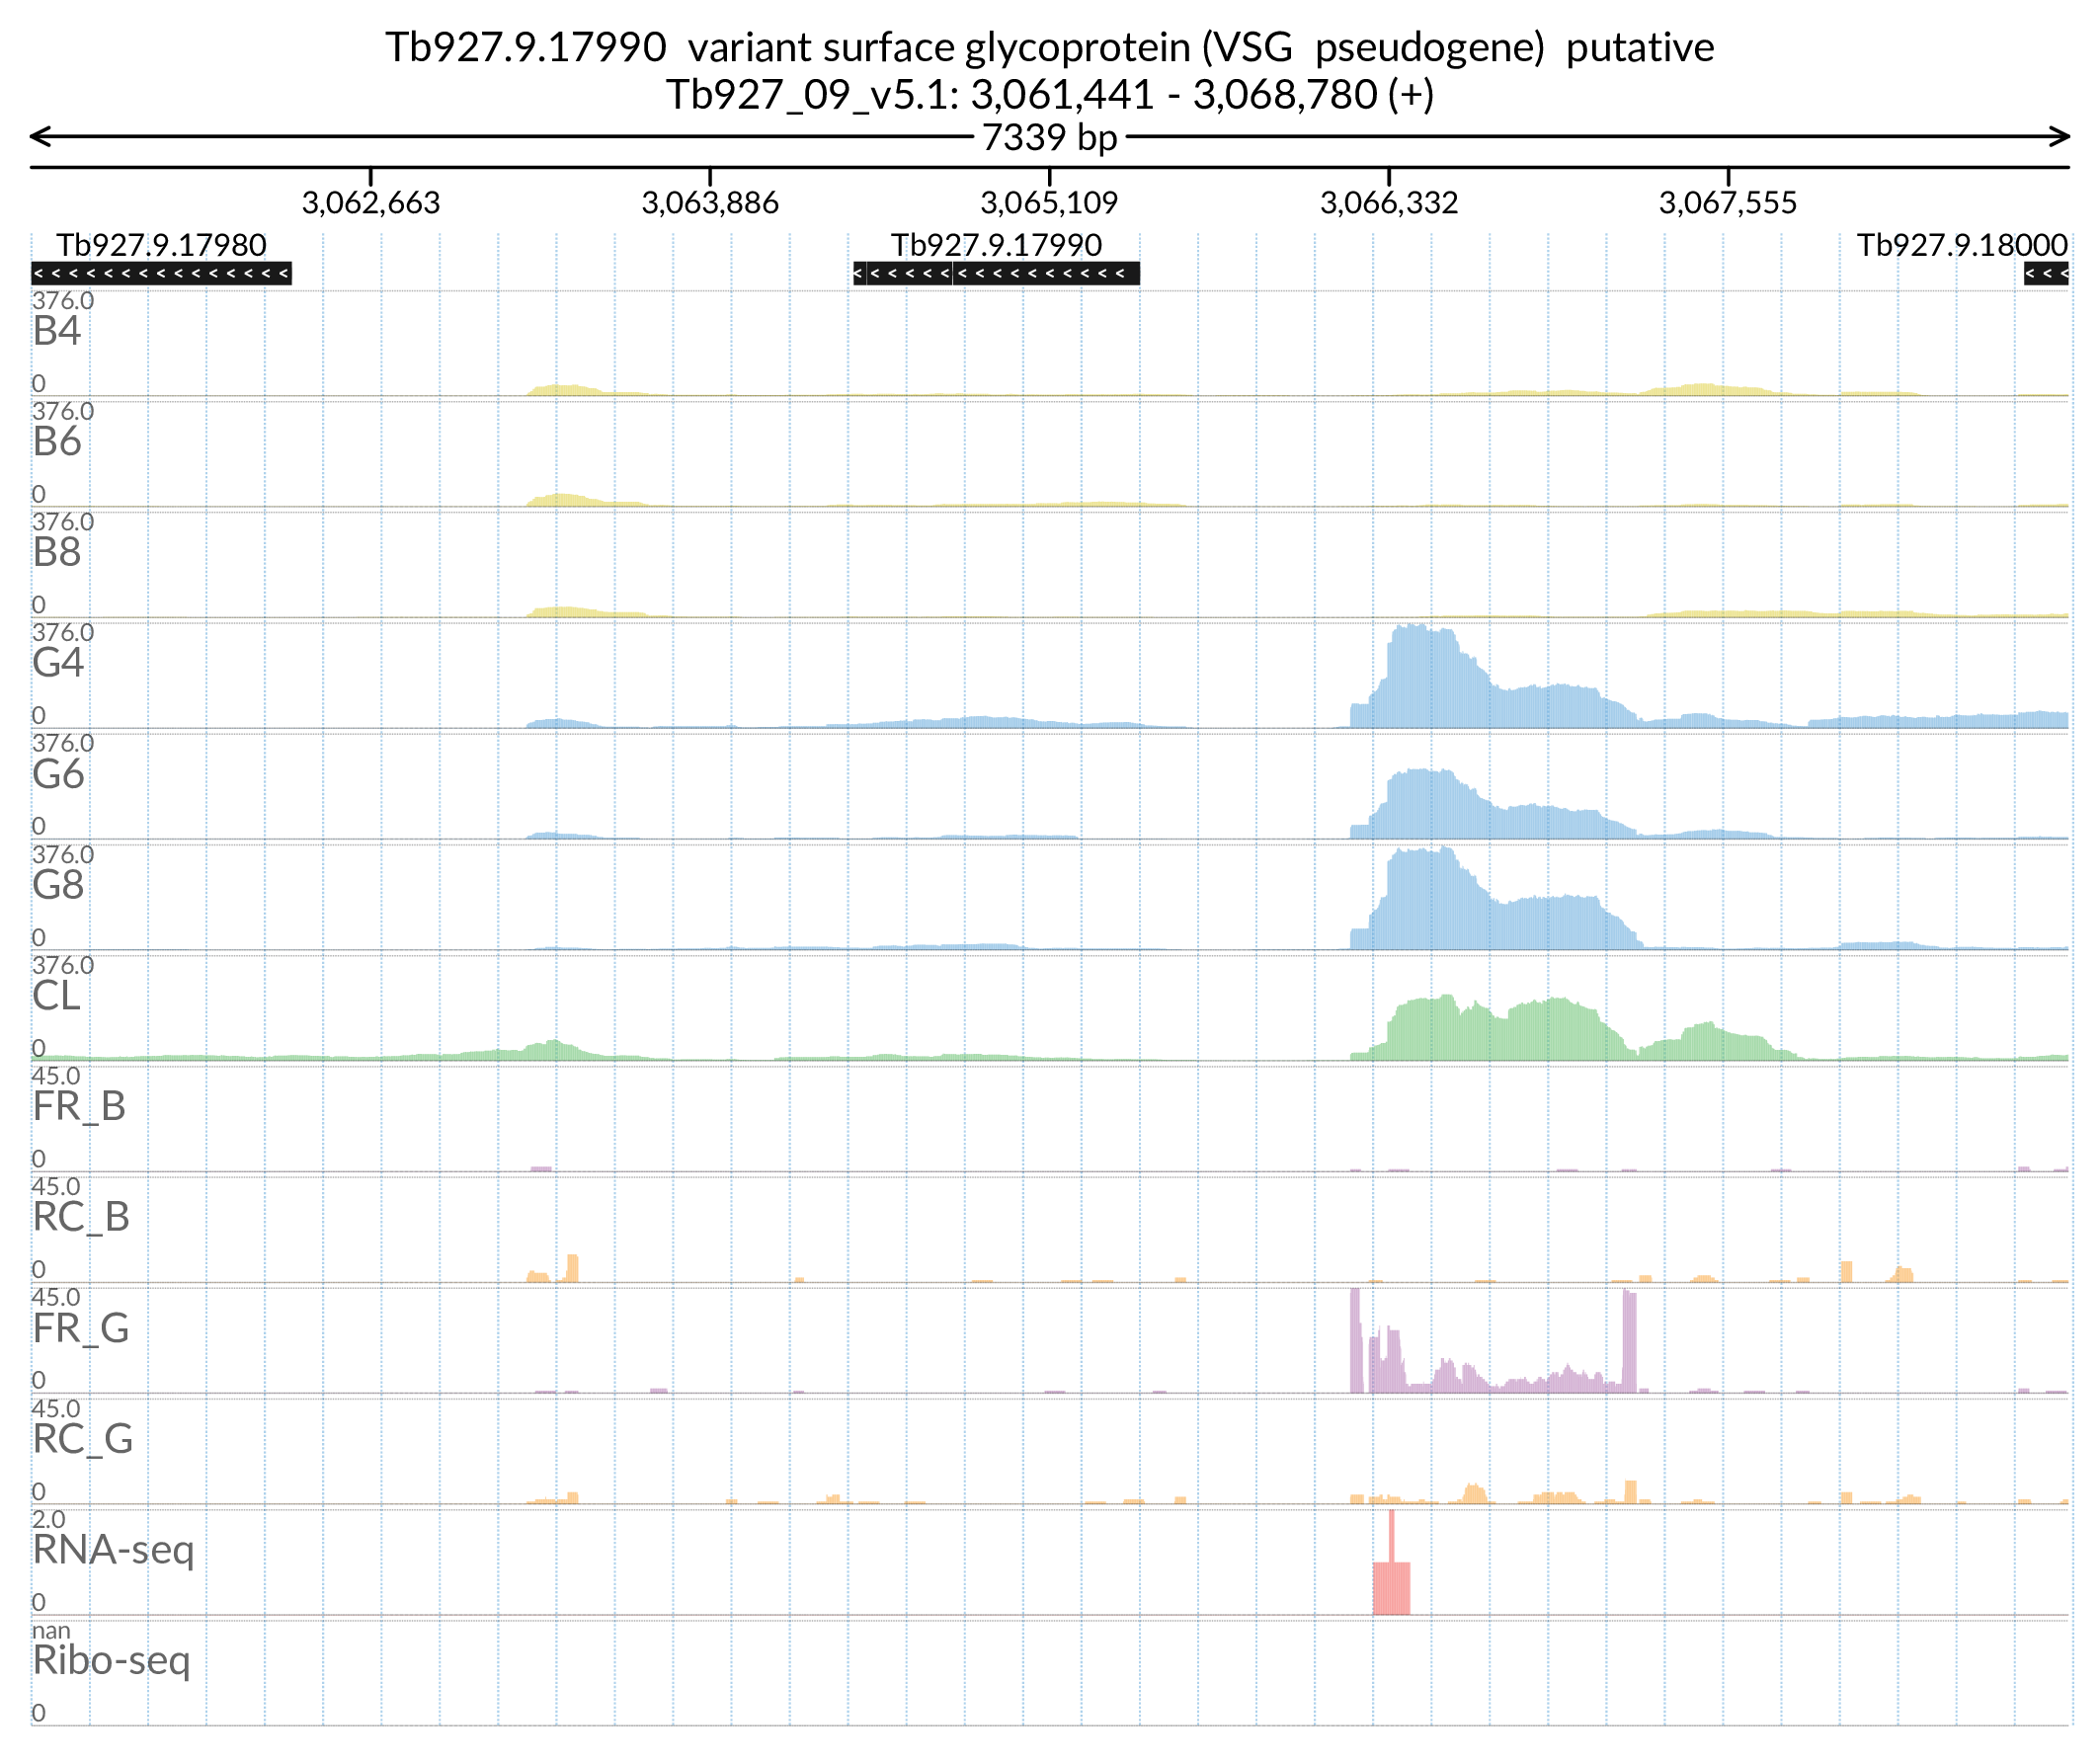 Tb927.9.17990 variant surface glycoprotein (VSG pseudogene) putative
Tb927_09_v5.1: 3,061,441 - 3,068,780 (+)
7339 bp
3,062,663 3,063,886 3,065,109 3,066,332 3,067,555
Tb927.9.17980 Tb927.9.17990 Tb927.9.18000
376.0
B4
0
376.0
B6
0
376.0
B8
0
376.0
G4
0
376.0
G6
0
376.0
G8
0
376.0
CL
0
45.0
FR_B
0
45.0
RC_B
0
45.0
FR_G
0
45.0
RC_G
0
2.0
RNA-seq
0
nan
Ribo-seq
0